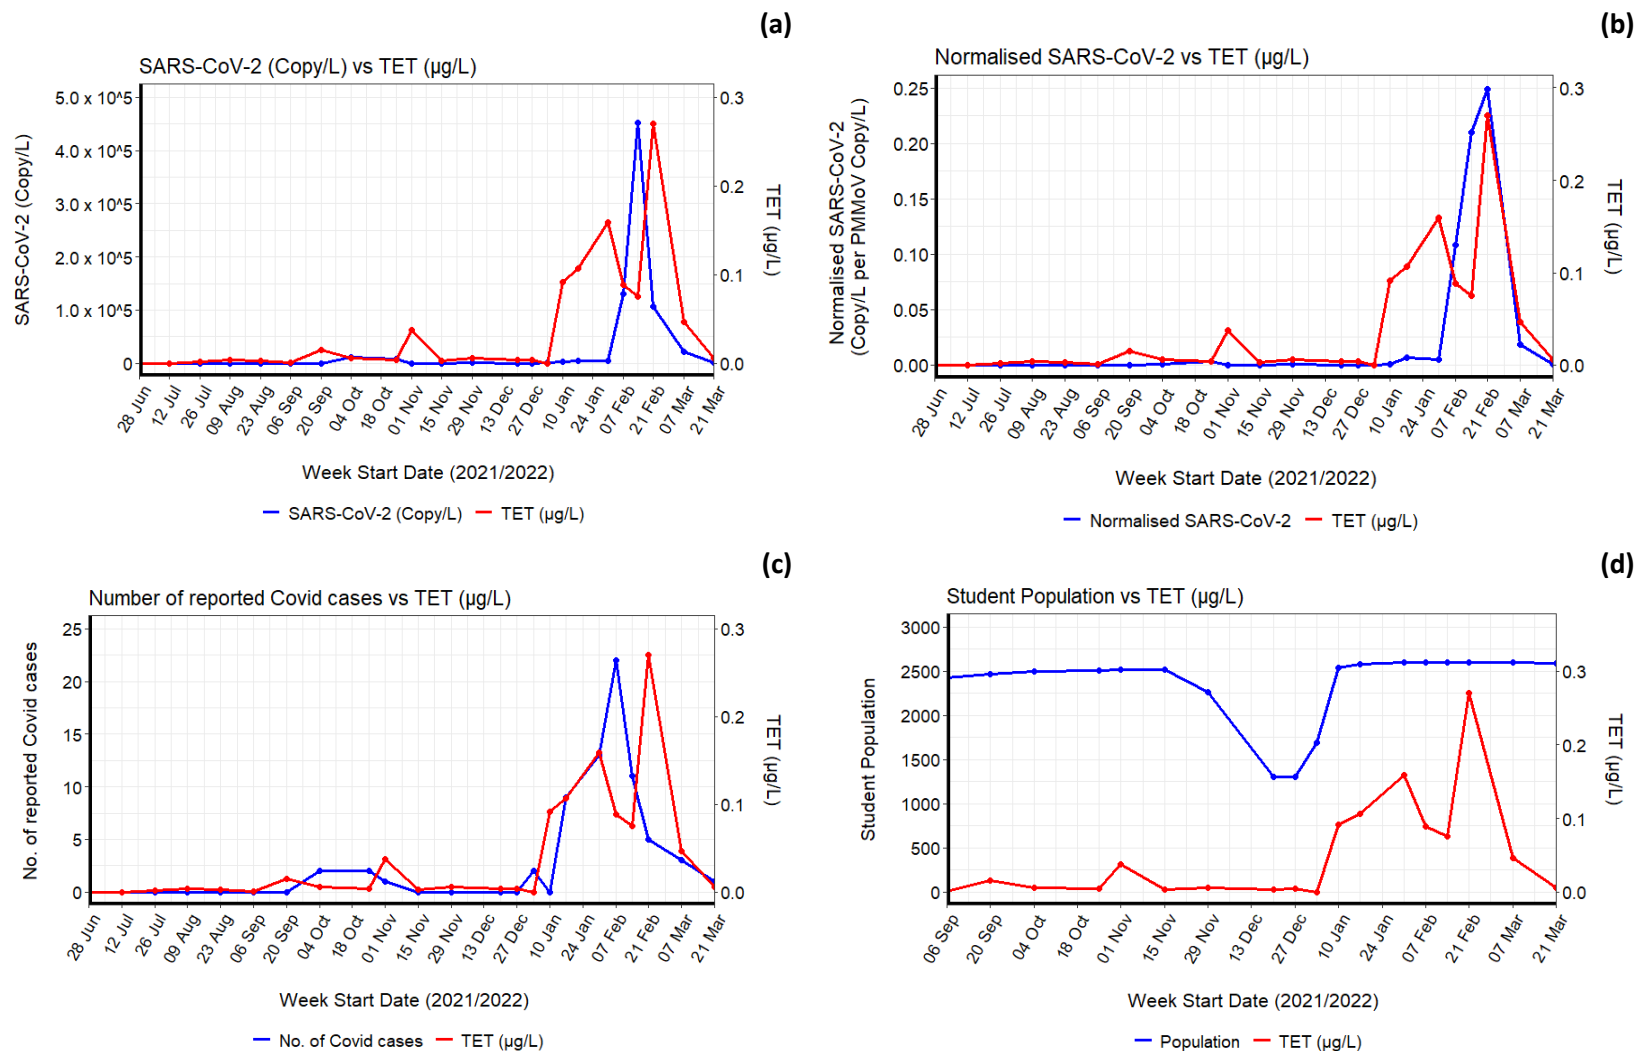 (a)
SARS-CoV-2 (Copy/L) vs TET (µg/L)
SARS-CoV-2 (Copy/L)
5.0 x 10^5
4.0 x 10^5
3.0 x 10^5
2.0 x 10^5
1.0 x 10^5
0
0.3
0.2
0.1
0.0
TET (µg/L)
28 Jun
12 Jul
26 Jul
09 Aug
23 Aug
06 Sep
20 Sep
04 Oct
18 Oct
01 Nov
15 Nov
29 Nov
13 Dec
27 Dec
10 Jan
24 Jan
07 Feb
21 Feb
07 Mar
21 Mar
Week Start Date (2021/2022)
SARS-CoV-2 (Copy/L) TET (µg/L)
(b)
Normalised SARS-CoV-2 vs TET (µg/L)
Normalised SARS-CoV-2
(Copy/L per PMMoV Copy/L)
0.25
0.20
0.15
0.10
0.05
0.00
0.3
0.2
0.1
0.0
TET (µg/L)
28 Jun
12 Jul
26 Jul
09 Aug
23 Aug
06 Sep
20 Sep
04 Oct
18 Oct
01 Nov
15 Nov
29 Nov
13 Dec
27 Dec
10 Jan
24 Jan
07 Feb
21 Feb
07 Mar
21 Mar
Week Start Date (2021/2022)
Normalised SARS-CoV-2 TET (µg/L)
(c)
Number of reported Covid cases vs TET (µg/L)
No. of reported Covid cases
25
20
15
10
5
0
0.3
0.2
0.1
0.0
TET (µg/L)
28 Jun
12 Jul
26 Jul
09 Aug
23 Aug
06 Sep
20 Sep
04 Oct
18 Oct
01 Nov
15 Nov
29 Nov
13 Dec
27 Dec
10 Jan
24 Jan
07 Feb
21 Feb
07 Mar
21 Mar
Week Start Date (2021/2022)
No. of Covid cases TET (µg/L)
(d)
Student Population vs TET (µg/L)
Student Population
3000
2500
2000
1500
1000
500
0
0.3
0.2
0.1
0.0
TET (µg/L)
06 Sep
20 Sep
04 Oct
18 Oct
01 Nov
15 Nov
29 Nov
13 Dec
27 Dec
10 Jan
24 Jan
07 Feb
21 Feb
07 Mar
21 Mar
Week Start Date (2021/2022)
Population TET (µg/L)